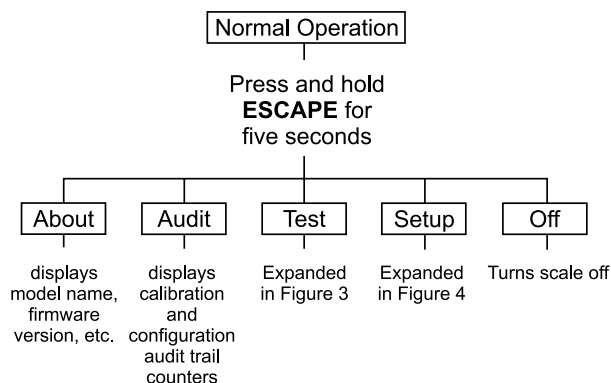 Normal Operation
Press and hold
ESCAPE for
five seconds
About
Audit
Test
Setup
Off
displays
model name,
firmware
version, etc.
displays
calibration
and
configuration
audit trail
counters
Expanded
in Figure 3
Expanded
in Figure 4
Turns scale off